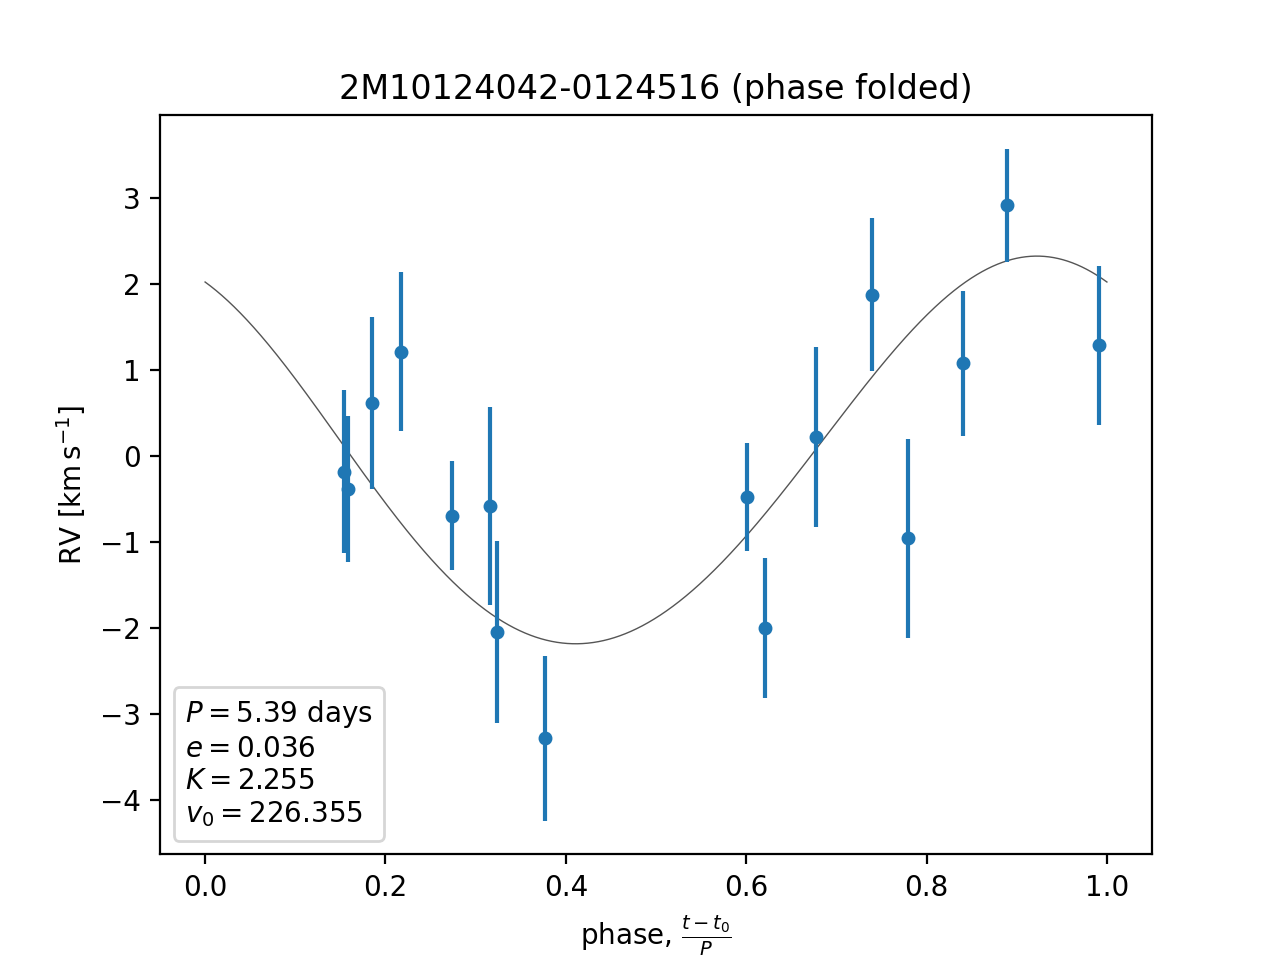 2M10124042-0124516 (phase folded)
3
2
1
0
−1
−2
−3
−4
RV [km s⁻¹]
P = 5.39 days
e = 0.036
K = 2.255
v₀ = 226.355
0.0 0.2 0.4 0.6 0.8 1.0
phase, (t − t₀)/P